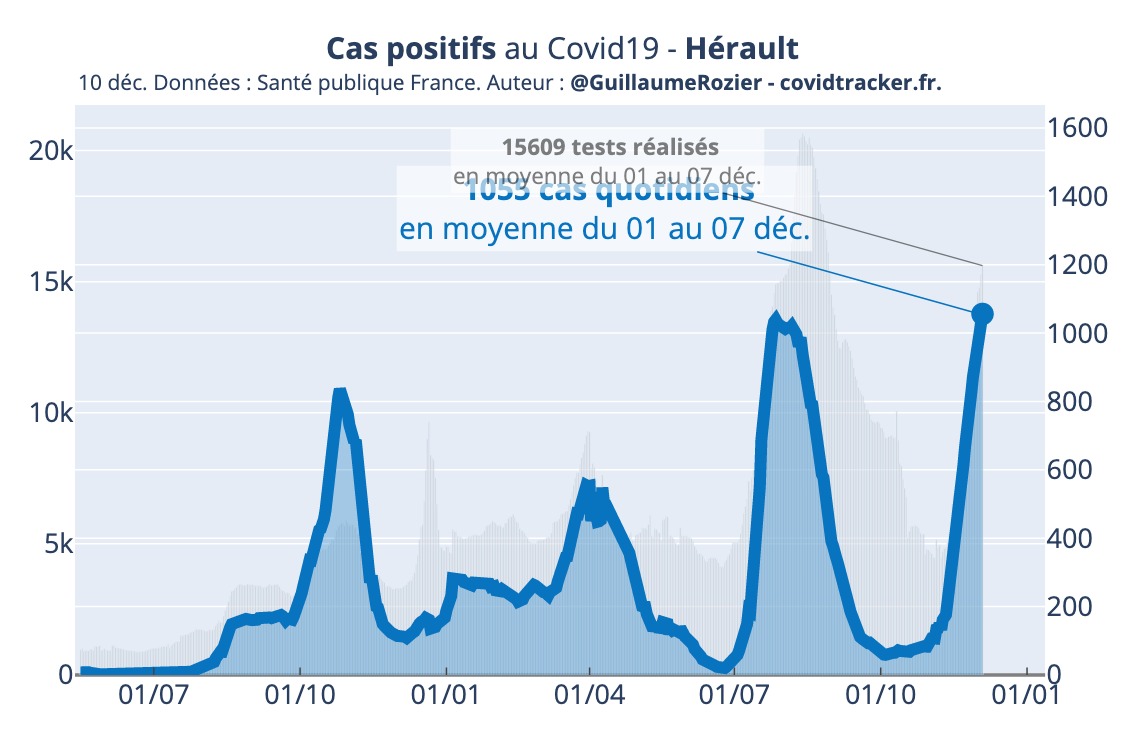 Cas positifs au Covid19 - Hérault
10 déc. Données : Santé publique France. Auteur : @GuillaumeRozier - covidtracker.fr.
15609 tests réalisés
en moyenne du 01 au 07 déc.
1055 cas quotidiens
en moyenne du 01 au 07 déc.
20k
15k
10k
5k
0
1600
1400
1200
1000
800
600
400
200
0
01/07
01/10
01/01
01/04
01/07
01/10
01/01